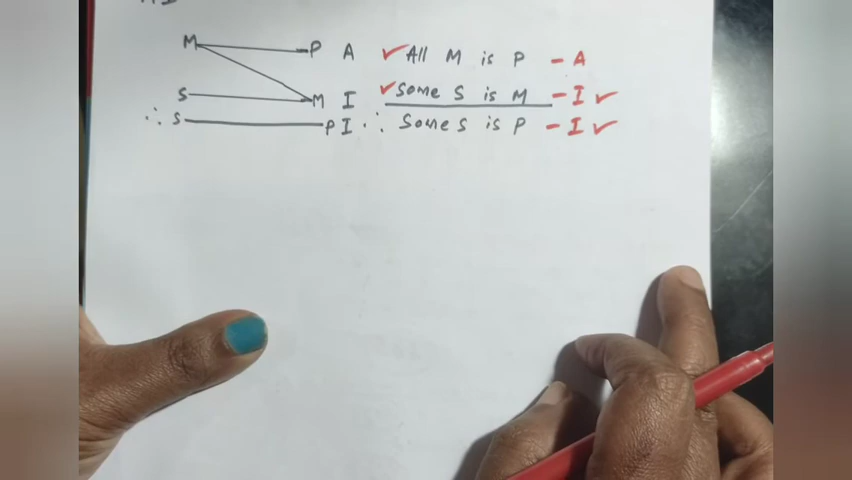 M P A ✓ All M is P - A
S M I ✓ Some S is M - I ✓
∴ S P I ∴ Some S is P - I ✓